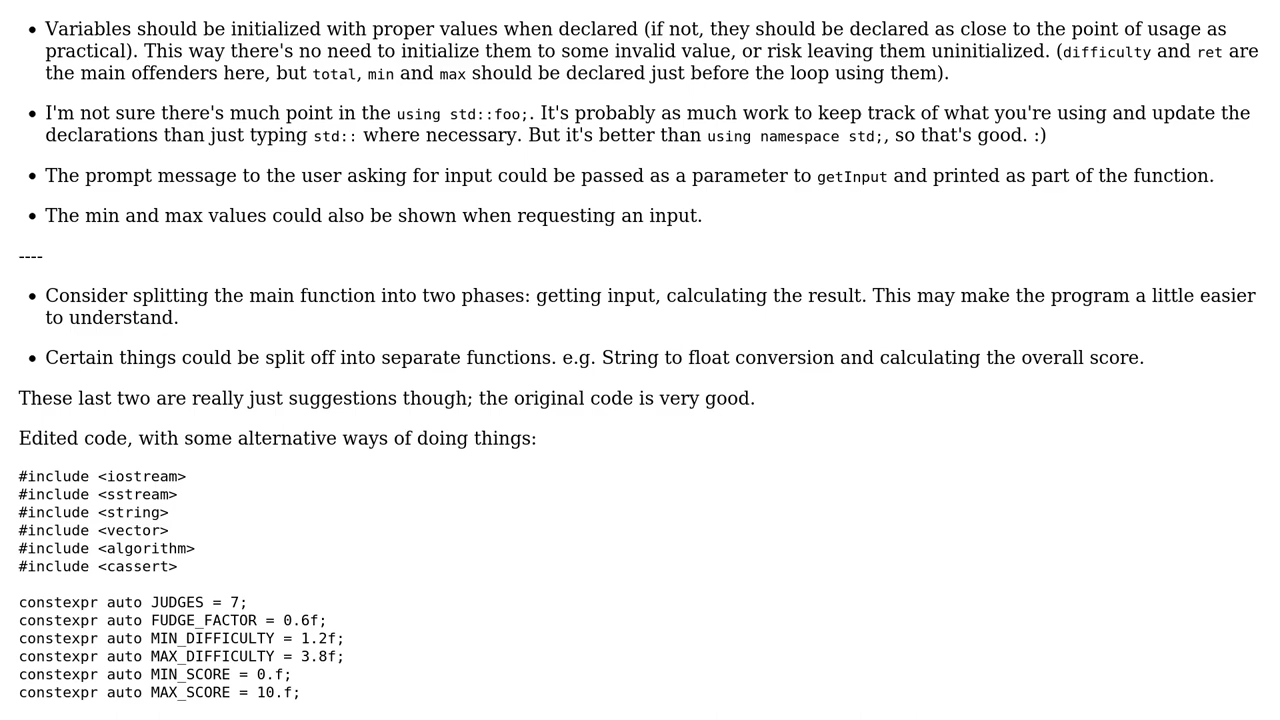 • Variables should be initialized with proper values when declared (if not, they should be declared as close to the point of usage as
practical). This way there's no need to initialize them to some invalid value, or risk leaving them uninitialized. (difficulty and ret are
the main offenders here, but total, min and max should be declared just before the loop using them).
• I'm not sure there's much point in the using std::foo;. It's probably as much work to keep track of what you're using and update the
declarations than just typing std:: where necessary. But it's better than using namespace std;, so that's good. :)
• The prompt message to the user asking for input could be passed as a parameter to getInput and printed as part of the function.
• The min and max values could also be shown when requesting an input.
----
• Consider splitting the main function into two phases: getting input, calculating the result. This may make the program a little easier
to understand.
• Certain things could be split off into separate functions. e.g. String to float conversion and calculating the overall score.
These last two are really just suggestions though; the original code is very good.
Edited code, with some alternative ways of doing things:
#include <iostream>
#include <sstream>
#include <string>
#include <vector>
#include <algorithm>
#include <cassert>
constexpr auto JUDGES = 7;
constexpr auto FUDGE_FACTOR = 0.6f;
constexpr auto MIN_DIFFICULTY = 1.2f;
constexpr auto MAX_DIFFICULTY = 3.8f;
constexpr auto MIN_SCORE = 0.f;
constexpr auto MAX_SCORE = 10.f;